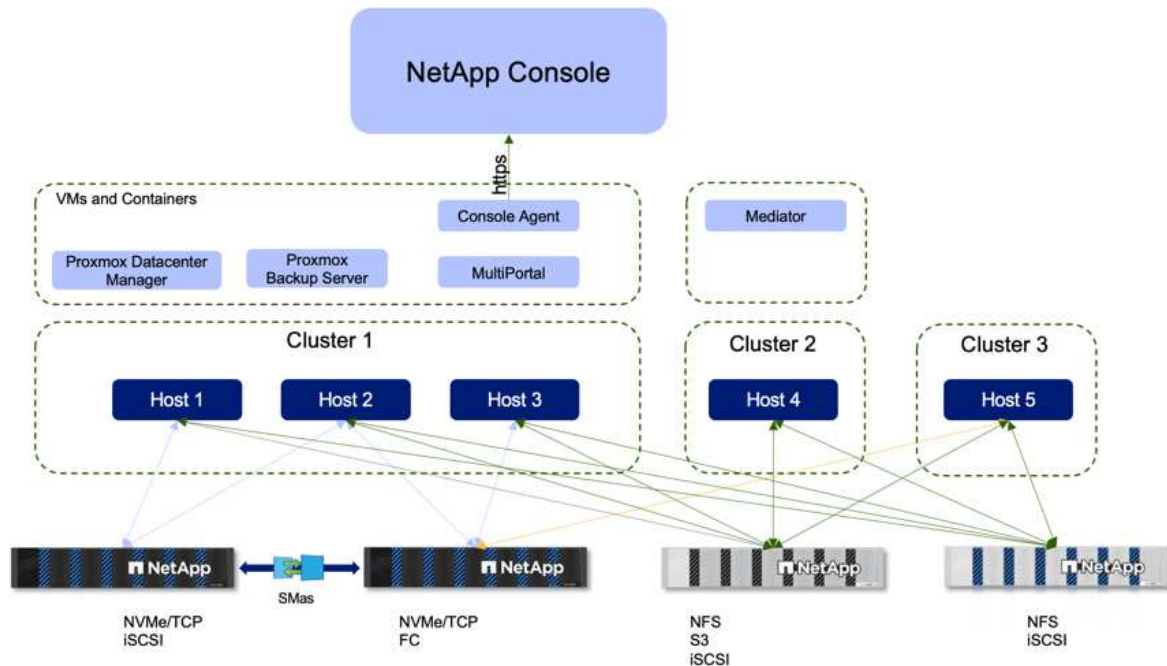 NetApp Console
https
VMs and Containers
Console Agent
Mediator
Proxmox Datacenter
Manager
Proxmox
Backup Server
MultiPortal
Cluster 1
Cluster 2
Cluster 3
Host 1
Host 2
Host 3
Host 4
Host 5
NetApp
NetApp
NetApp
NetApp
SMas
NVMe/TCP
iSCSI
NVMe/TCP
FC
NFS
S3
iSCSI
NFS
iSCSI